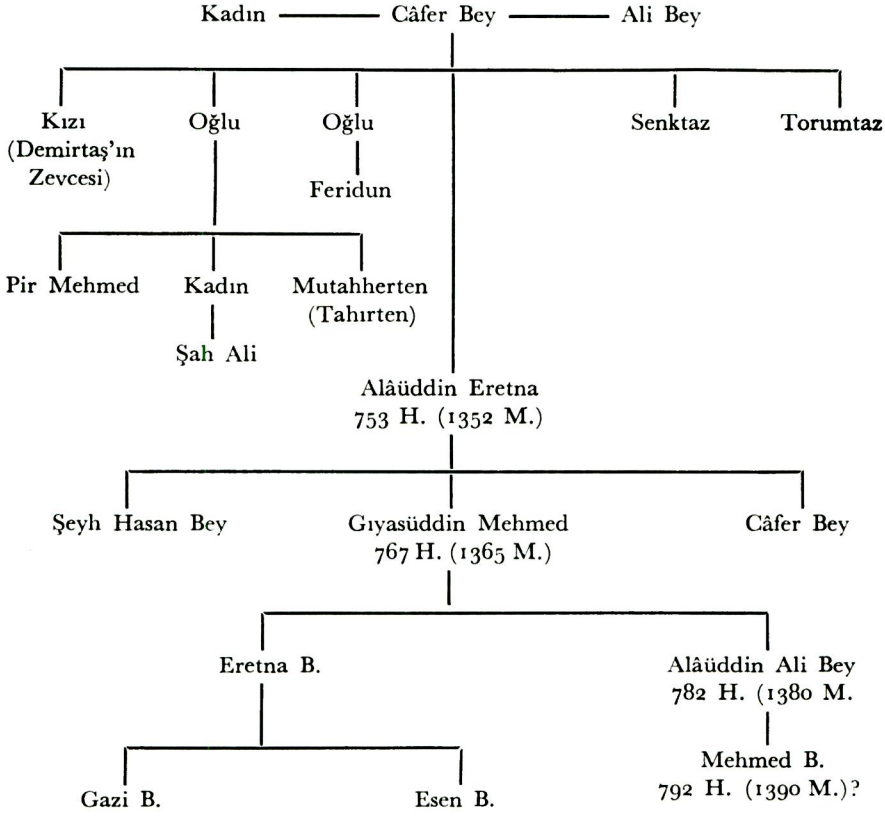 Kadın Câfer Bey Ali Bey
Kızı Oğlu Oğlu Senktaz Torumtaz
(Demirtaş'ın
Zevcesi)
Feridun
Pir Mehmed Kadın Mutahherten
(Tahırten)
Şah Ali
Alâüddin Eretna
753 H. (1352 M.)
Şeyh Hasan Bey Gıyasüddin Mehmed Câfer Bey
767 H. (1365 M.)
Eretna B. Alâüddin Ali Bey
782 H. (1380 M.
Mehmed B.
792 H. (1390 M.)?
Gazi B. Esen B.